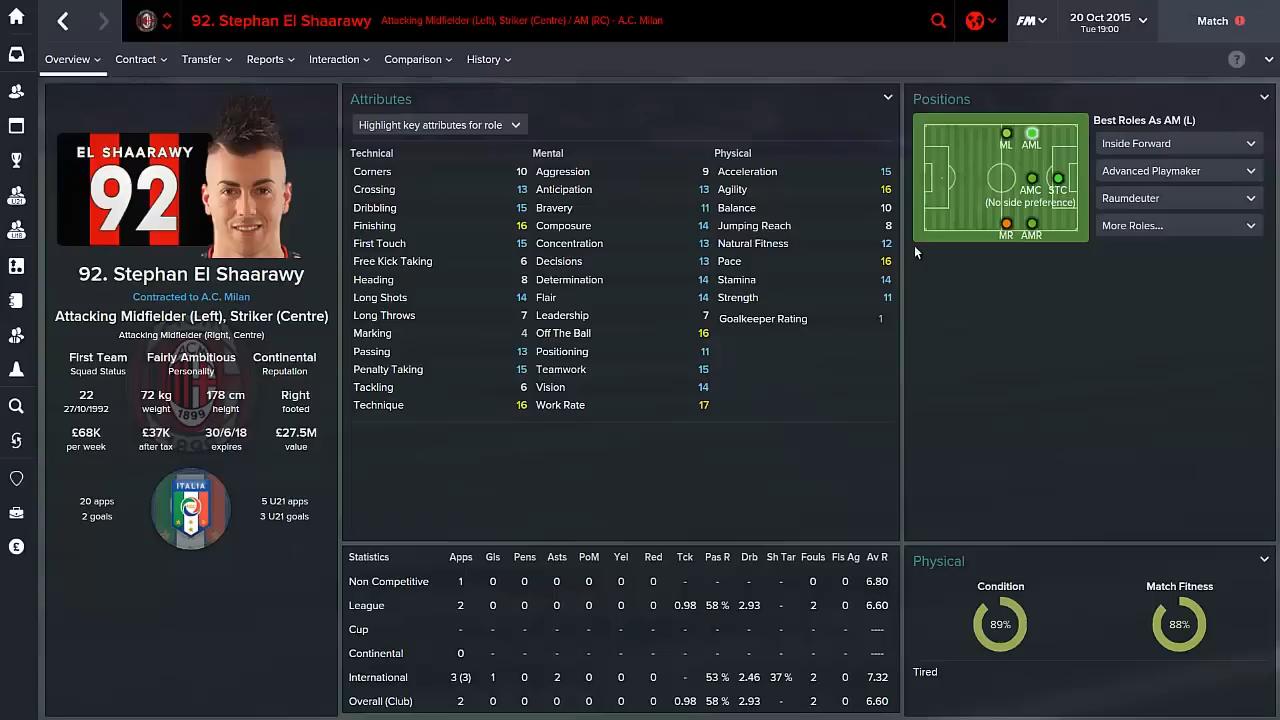 92. Stephan El Shaarawy Attacking Midfielder (Left), Striker (Centre) / AM (RC) - A.C. Milan
FM
20 Oct 2015
Tue 19:00
Match
Overview Contract Transfer Reports Interaction Comparison History
?
EL SHAARAWY
92
92. Stephan El Shaarawy
Contracted to A.C. Milan
Attacking Midfielder (Left), Striker (Centre)
Attacking Midfielder (Right, Centre)
First Team Fairly Ambitious Continental
Squad Status Personality Reputation
22 72 kg 178 cm Right
27/10/1992 weight height footed
£68K £37K 30/6/18 £27.5M
per week after tax expires value
1899
ITALIA
20 apps 5 U21 apps
2 goals 3 U21 goals
Attributes
Highlight key attributes for role
Technical Mental Physical
Corners 10 Aggression 9 Acceleration 15
Crossing 13 Anticipation 13 Agility 16
Dribbling 15 Bravery 11 Balance 10
Finishing 16 Composure 14 Jumping Reach 8
First Touch 15 Concentration 13 Natural Fitness 12
Free Kick Taking 6 Decisions 13 Pace 16
Heading 8 Determination 14 Stamina 14
Long Shots 14 Flair 14 Strength 11
Long Throws 7 Leadership 7 Goalkeeper Rating 1
Marking 4 Off The Ball 16
Passing 13 Positioning 11
Penalty Taking 15 Teamwork 15
Tackling 6 Vision 14
Technique 16 Work Rate 17
Positions
ML AML
AMC STC
(No side preference)
MR AMR
Best Roles As AM (L)
Inside Forward
Advanced Playmaker
Raumdeuter
More Roles...
Statistics Apps Gls Pens Asts PoM Yel Red Tck Pas R Drb Sh Tar Fouls Fls Ag Av R
Non Competitive 1 0 0 0 0 0 0 - - - - 0 0 6.80
League 2 0 0 0 0 0 0 0.98 58 % 2.93 - 2 0 6.60
Cup - - - - - - - - - - - - - ----
Continental 0 - - - - - - - - - - - - ----
International 3 (3) 1 0 2 0 0 0 - 53 % 2.46 37 % 2 0 7.32
Overall (Club) 2 0 0 0 0 0 0 0.98 58 % 2.93 - 2 0 6.60
Physical
Condition Match Fitness
89% 88%
Tired